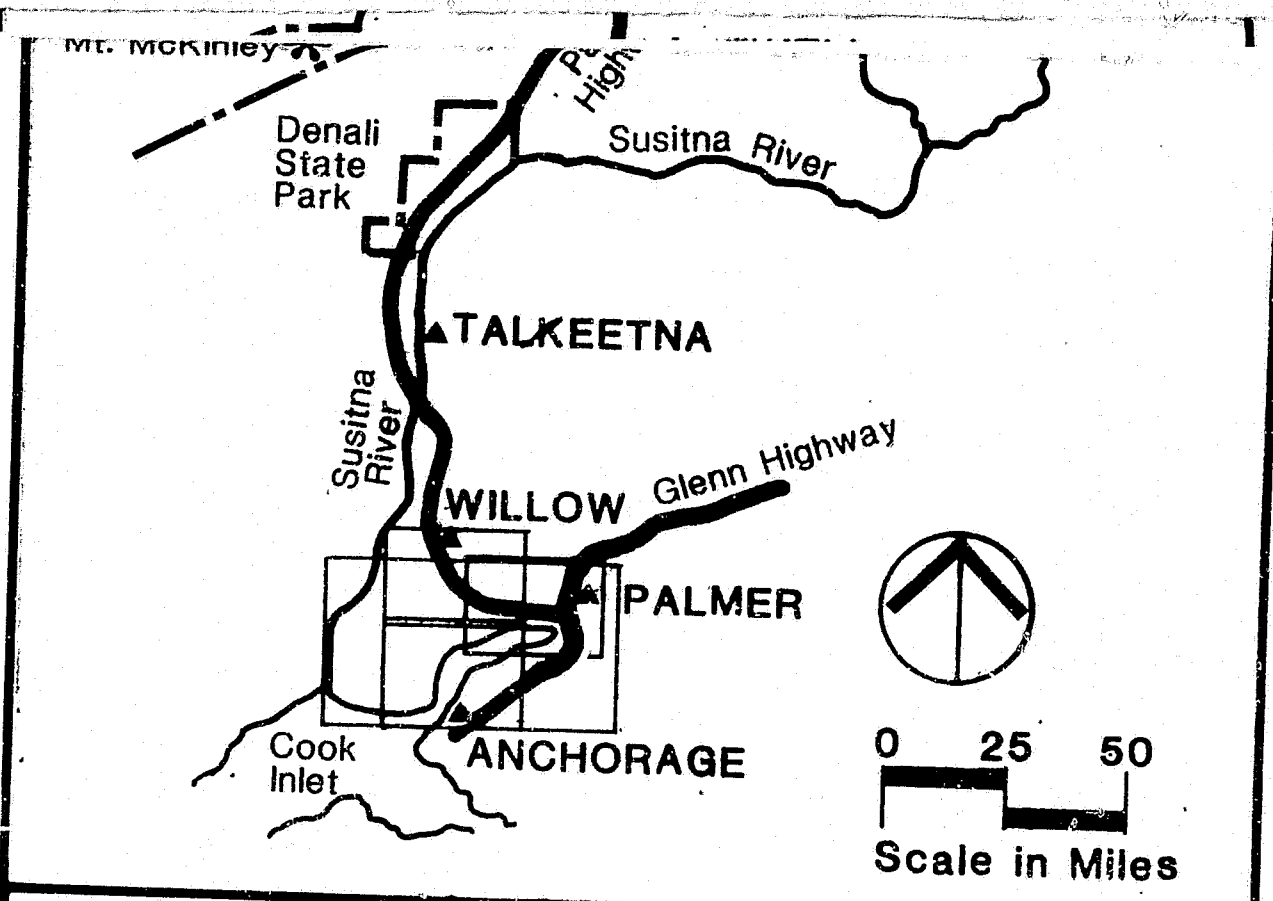 Mt. McKinley
Denali
State
Park
Susitna River
TALKEETNA
Susitna
River
Glenn Highway
WILLOW
PALMER
Cook
Inlet
ANCHORAGE
0 25 50
Scale in Miles